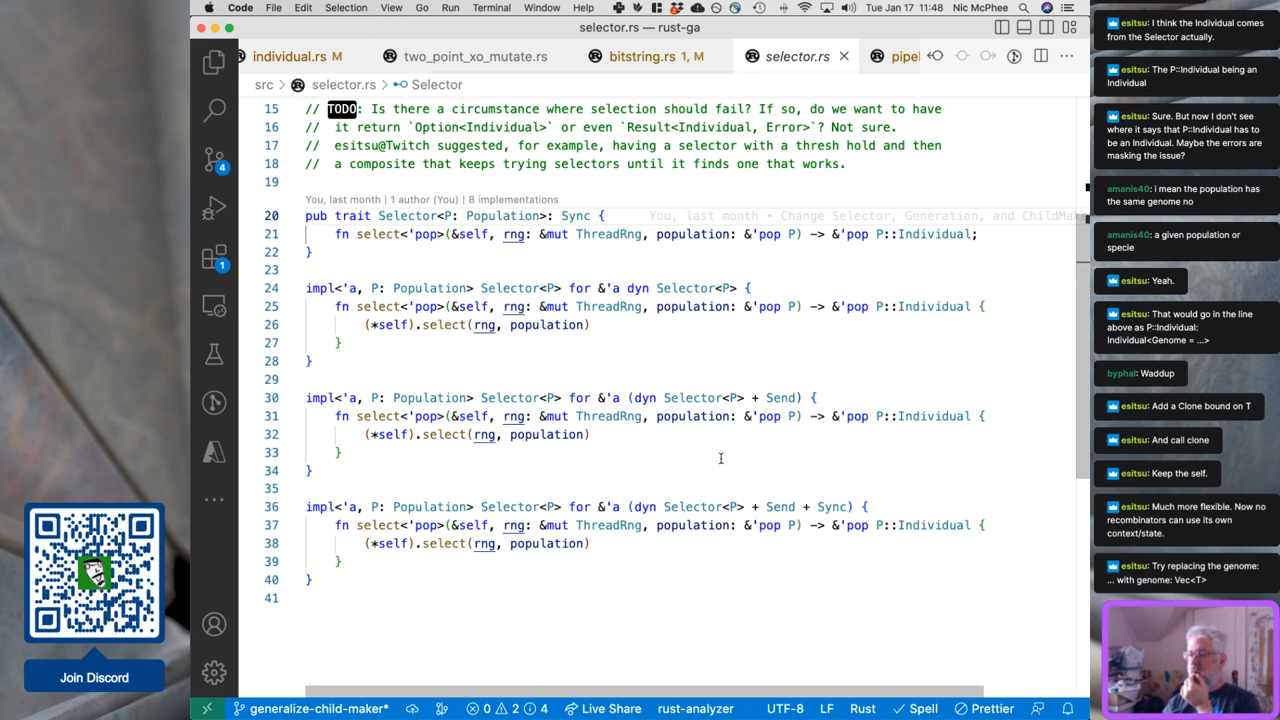 Code File Edit Selection View Go Run Terminal Window Help Tue Jan 17 11:48 Nic McPhee
selector.rs — rust-ga
individual.rs M two_point_xo_mutate.rs bitstring.rs 1, M selector.rs pipel
src > selector.rs > Selector
15 // TODO: Is there a circumstance where selection should fail? If so, do we want to have
16 // it return `Option<Individual>` or even `Result<Individual, Error>`? Not sure.
17 // esitsu@Twitch suggested, for example, having a selector with a thresh hold and then
18 // a composite that keeps trying selectors until it finds one that works.
19
You, last month | 1 author (You) | 8 implementations
20 pub trait Selector<P: Population>: Sync { You, last month • Change Selector, Generation, and ChildMak
21 fn select<'pop>(&self, rng: &mut ThreadRng, population: &'pop P) -> &'pop P::Individual;
22 }
23
24 impl<'a, P: Population> Selector<P> for &'a dyn Selector<P> {
25 fn select<'pop>(&self, rng: &mut ThreadRng, population: &'pop P) -> &'pop P::Individual {
26 (*self).select(rng, population)
27 }
28 }
29
30 impl<'a, P: Population> Selector<P> for &'a (dyn Selector<P> + Send) {
31 fn select<'pop>(&self, rng: &mut ThreadRng, population: &'pop P) -> &'pop P::Individual {
32 (*self).select(rng, population)
33 }
34 }
35
36 impl<'a, P: Population> Selector<P> for &'a (dyn Selector<P> + Send + Sync) {
37 fn select<'pop>(&self, rng: &mut ThreadRng, population: &'pop P) -> &'pop P::Individual {
38 (*self).select(rng, population)
39 }
40 }
41
4
1
generalize-child-maker* 0 2 4 Live Share rust-analyzer UTF-8 LF Rust Spell Prettier
Join Discord
esitsu: I think the Individual comes
from the Selector actually.
esitsu: The P::Individual being an
Individual
esitsu: Sure. But now I don't see
where it says that P::Individual has to
be an Individual. Maybe the errors are
masking the issue?
amanis40: i mean the population has
the same genome no
amanis40: a given population or
specie
esitsu: Yeah.
esitsu: That would go in the line
above as P::Individual:
Individual<Genome = ...>
byphal: Waddup
esitsu: Add a Clone bound on T
esitsu: And call clone
esitsu: Keep the self.
esitsu: Much more flexible. Now no
recombinators can use its own
context/state.
esitsu: Try replacing the genome:
... with genome: Vec<T>